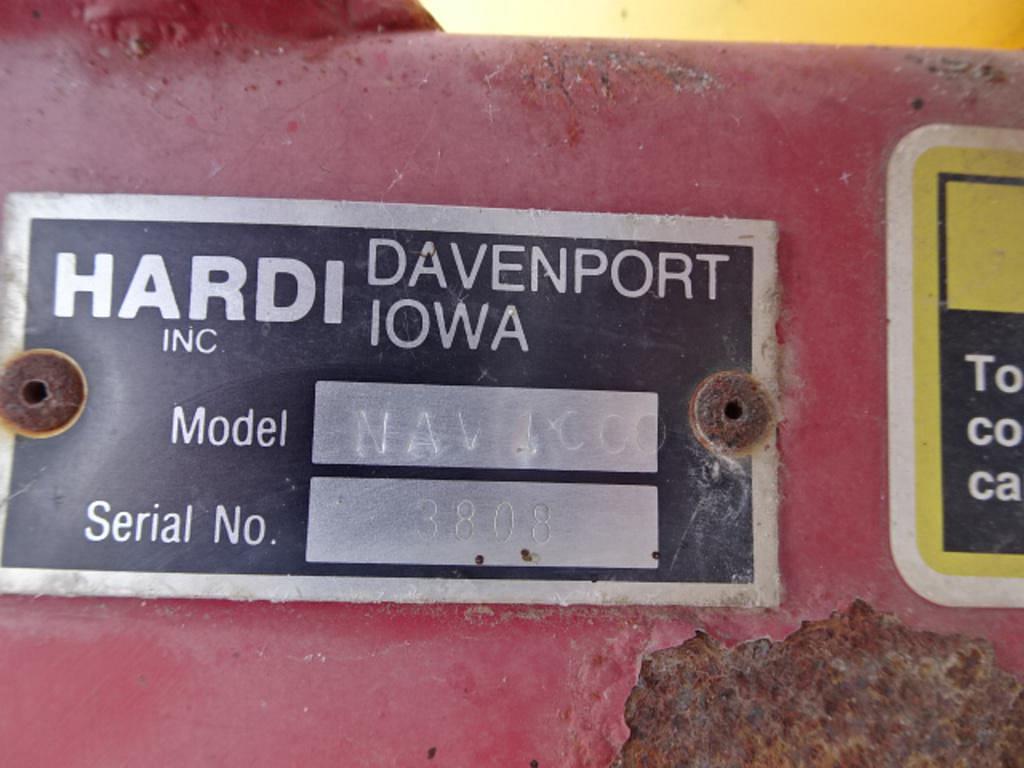 HARDI
INC
DAVENPORT
IOWA
Model NAV 1000
Serial No. 3808
To
co
ca